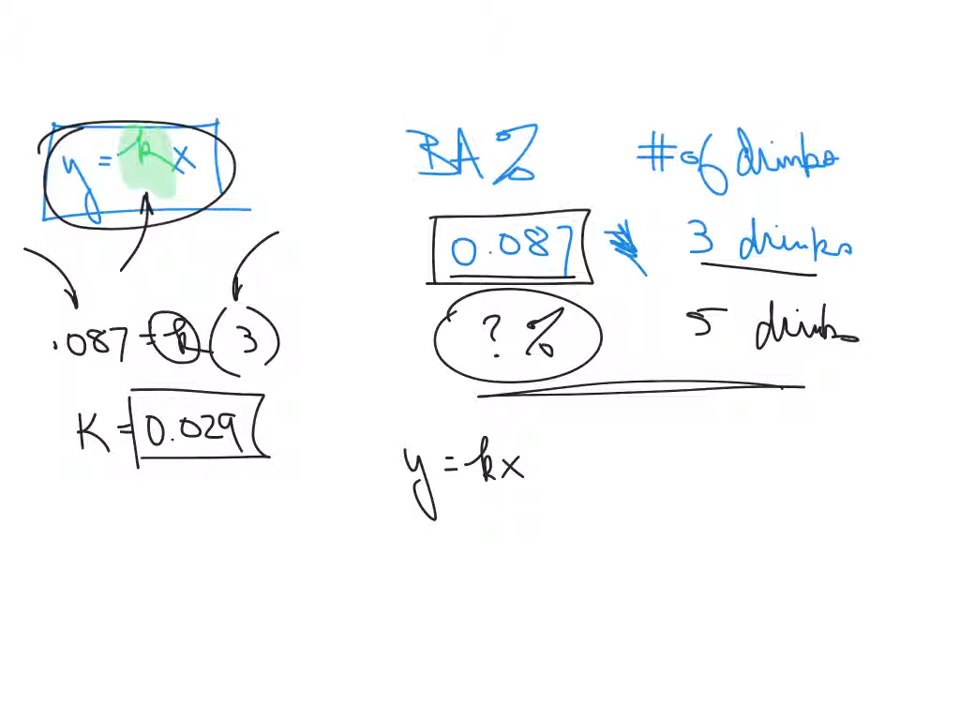 y = kx
.087 = k(3)
K = 0.029
BA % # of drinks
0.087 3 drinks
? % 5 drinks
y = kx